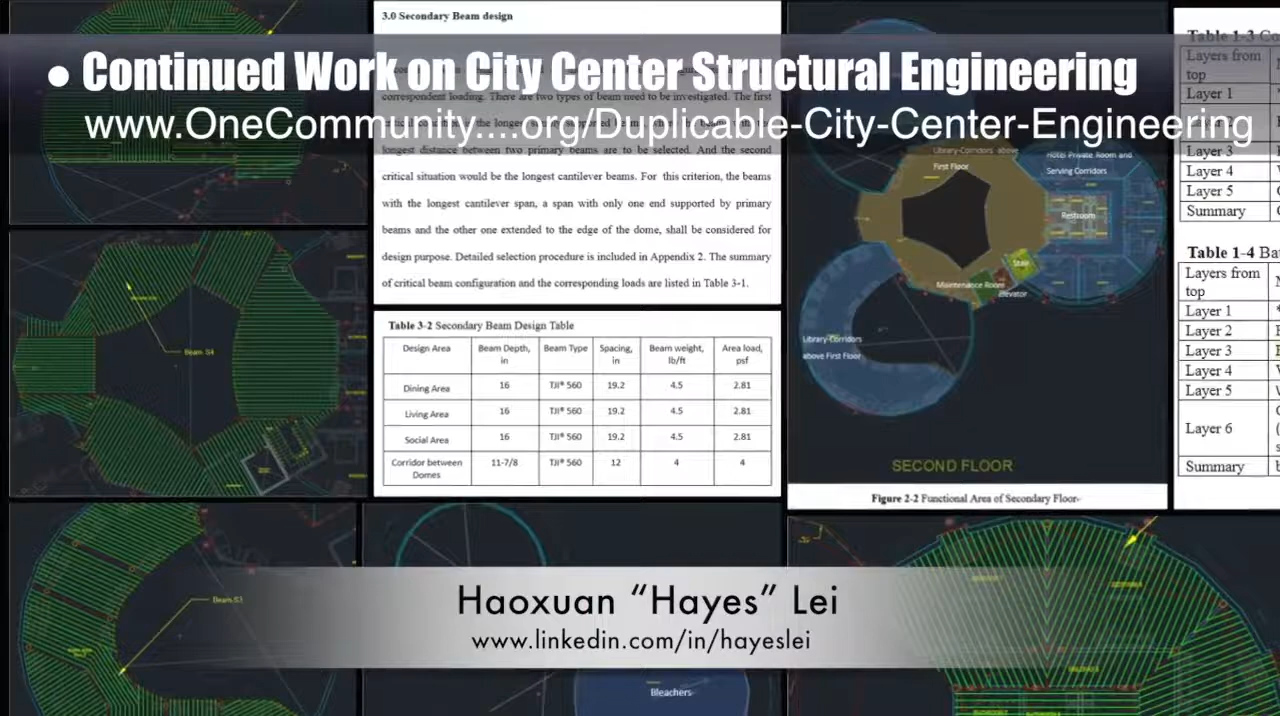 3.0 Secondary Beam design
• Continued Work on City Center Structural Engineering
www.OneCommunity....org/Duplicable-City-Center-Engineering
correspondent loading. There are two types of beam need to be investigated. The first
longest distance between two primary beams are to be selected. And the second
critical situation would be the longest cantilever beams. For this criterion, the beams
with the longest cantilever span, a span with only one end supported by primary
beams and the other one extended to the edge of the dome, shall be considered for
design purpose. Detailed selection procedure is included in Appendix 2. The summary
of critical beam configuration and the corresponding loads are listed in Table 3-1.
Table 3-2 Secondary Beam Design Table
Design Area Beam Depth, in Beam Type Spacing, in Beam weight, lb/ft Area load, psf
Dining Area 16 TJI® 560 19.2 4.5 2.81
Living Area 16 TJI® 560 19.2 4.5 2.81
Social Area 16 TJI® 560 19.2 4.5 2.81
Corridor between Domes 11-7/8 TJI® 560 12 4 4
Library-Corridors above
First Floor
Hotel Private Room and
Serving Corridors
Restroom
Stair
Maintenance Room
Elevator
Library-Corridors
above First Floor
SECOND FLOOR
Figure 2-2 Functional Area of Secondary Floor
Table 1-3 Co
Layers from
top
Layer 1
Layer 3
Layer 4
Layer 5
Summary
Table 1-4 Bat
Layers from
top
Layer 1
Layer 2
Layer 3
Layer 4
Layer 5
Layer 6
Summary
Beam S4
Beam S3
Bleachers
Haoxuan “Hayes” Lei
www.linkedin.com/in/hayeslei